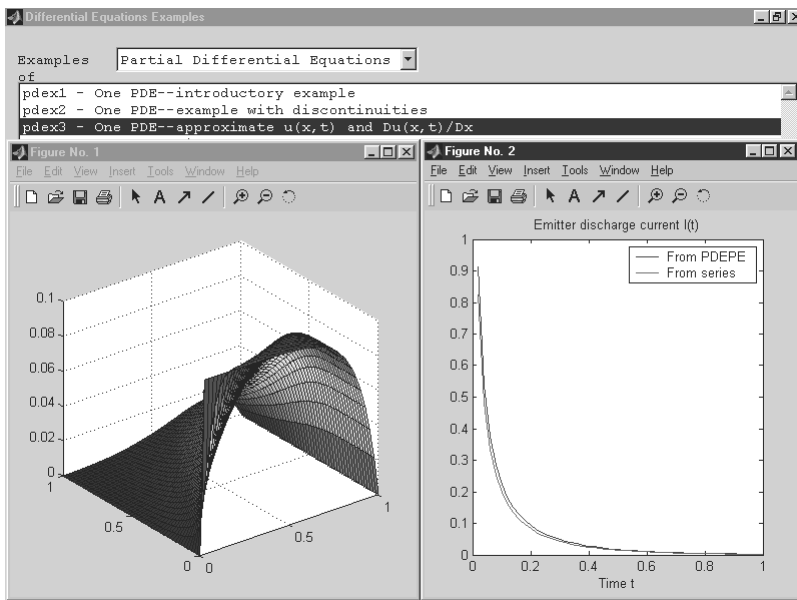 Differential Equations Examples
Examples of
Partial Differential Equations
pdex1 - One PDE--introductory example
pdex2 - One PDE--example with discontinuities
pdex3 - One PDE--approximate u(x,t) and Du(x,t)/Dx
Figure No. 1
File Edit View Insert Tools Window Help
0.1
0.08
0.06
0.04
0.02
0
1
0.5
0
0
0.5
1
Figure No. 2
File Edit View Insert Tools Window Help
Emitter discharge current I(t)
From PDEPE
From series
1
0.9
0.8
0.7
0.6
0.5
0.4
0.3
0.2
0.1
0
0
0.2
0.4
0.6
0.8
1
Time t